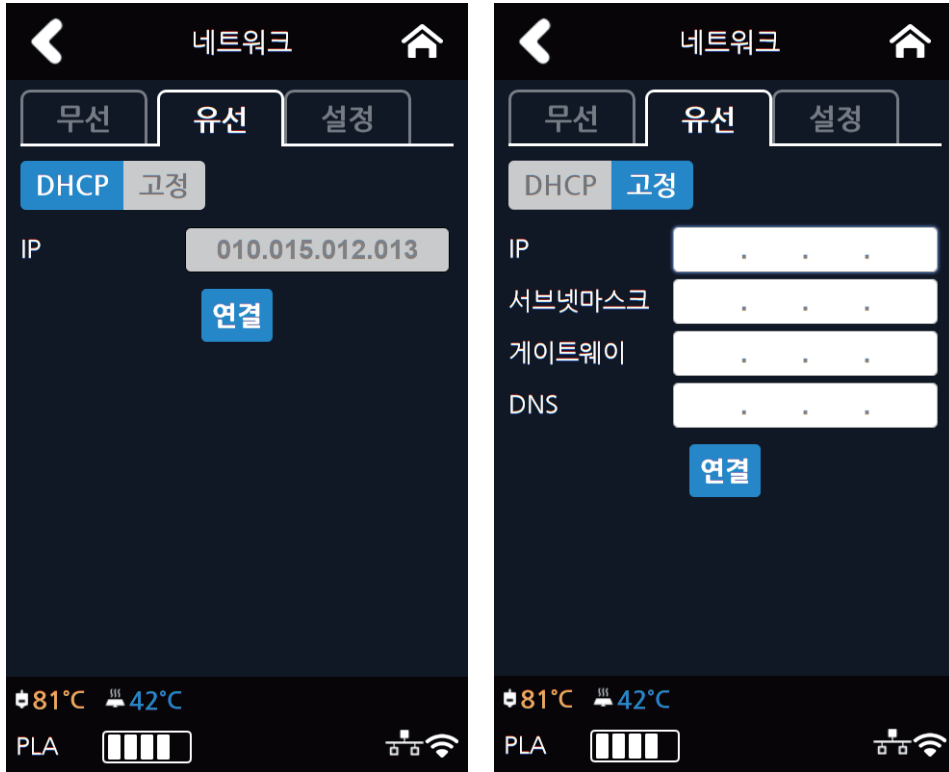 네트워크
무선 유선 설정
DHCP 고정
IP 010.015.012.013
연결
81°C 42°C
PLA
네트워크
무선 유선 설정
DHCP 고정
IP . . .
서브넷마스크 . . .
게이트웨이 . . .
DNS . . .
연결
81°C 42°C
PLA